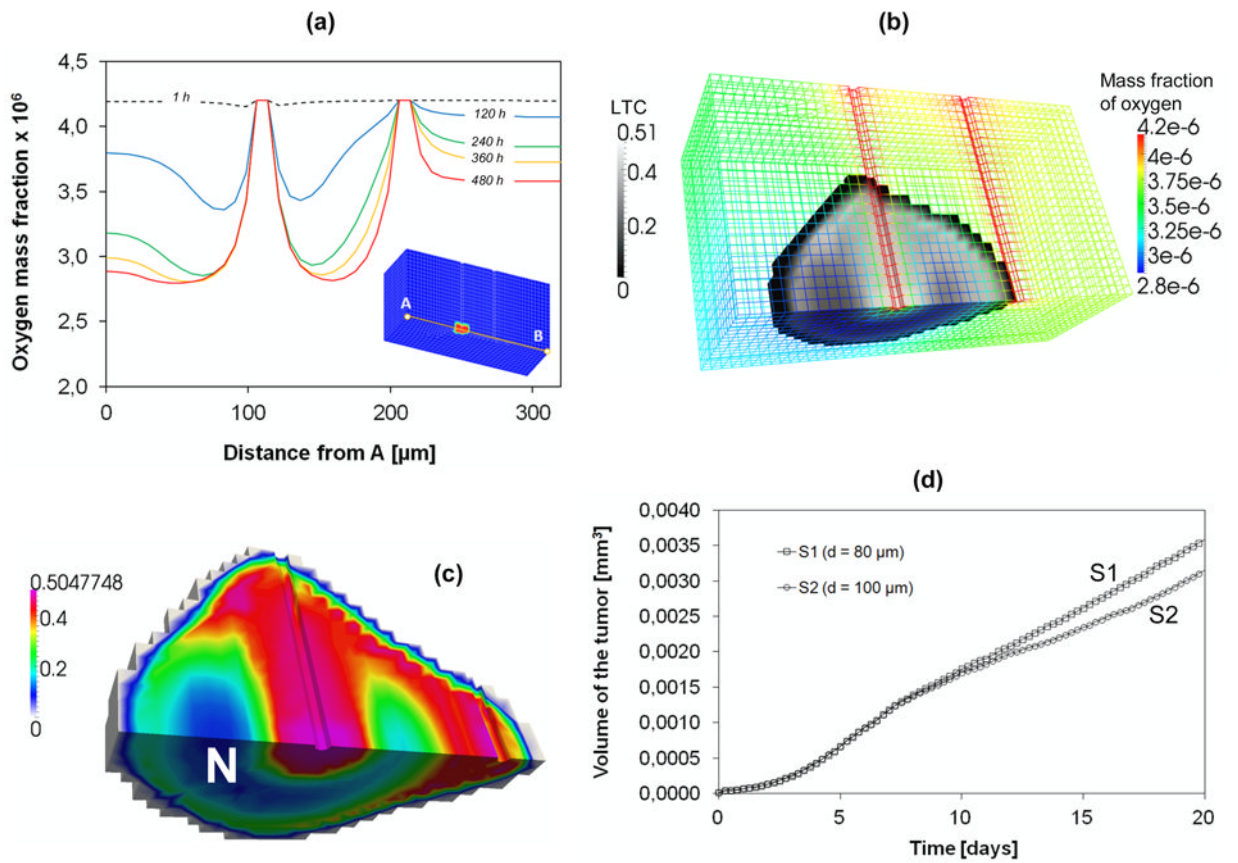 (a)
4,5
4,0
3,5
3,0
2,5
2,0
Oxygen mass fraction x 10⁶
1 h
120 h
240 h
360 h
480 h
A
B
0
100
200
300
Distance from A [µm]
(b)
LTC
0.51
0.4
0.2
0
Mass fraction
of oxygen
4.2e-6
4e-6
3.75e-6
3.5e-6
3.25e-6
3e-6
2.8e-6
(c)
0.5047748
0.4
0.2
0
N
(d)
0,0040
0,0035
0,0030
0,0025
0,0020
0,0015
0,0010
0,0005
0,0000
Volume of the tumor [mm³]
S1 (d = 80 µm)
S2 (d = 100 µm)
S1
S2
0
5
10
15
20
Time [days]